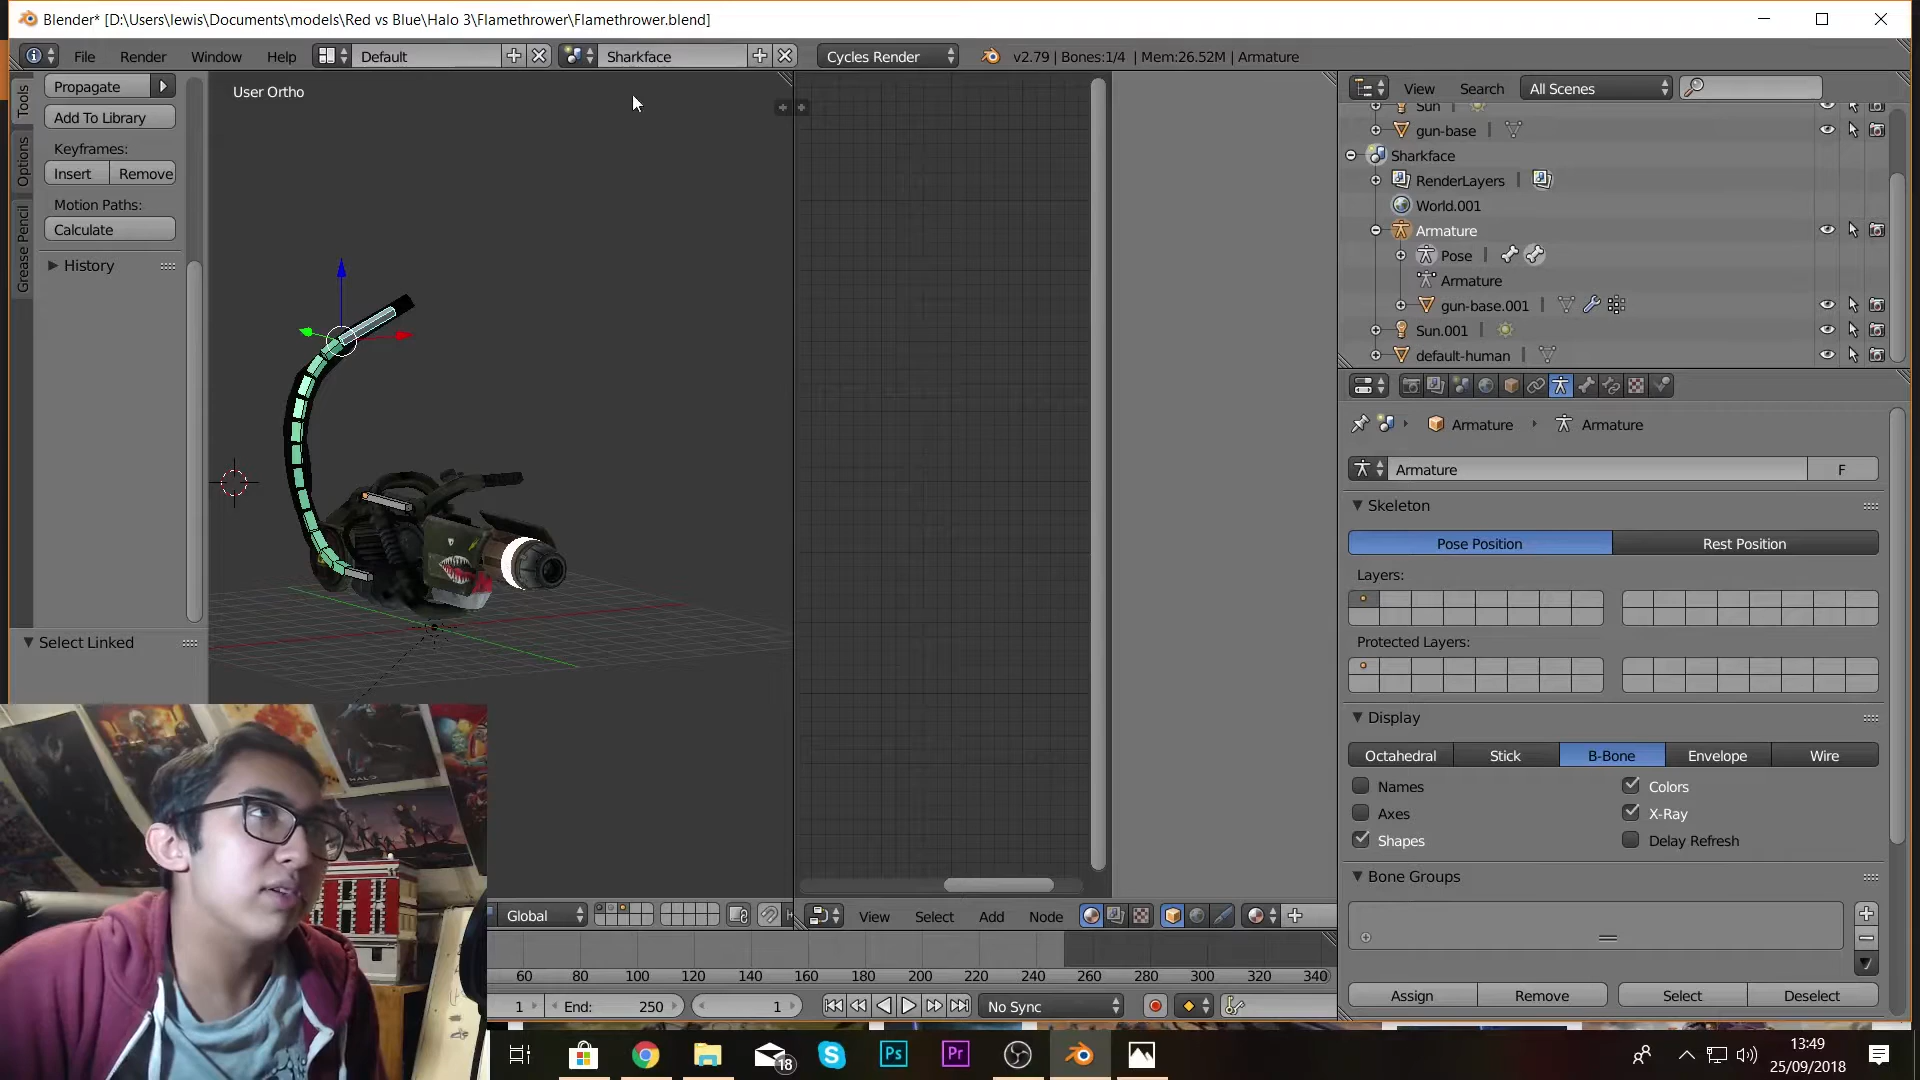 Blender* [D:\Users\lewis\Documents\models\Red vs Blue\Halo 3\Flamethrower\Flamethrower.blend]
File Render Window Help Default Sharkface Cycles Render v2.79 | Bones:1/4 | Mem:26.52M | Armature
Tools
Options
Grease Pencil
Propagate
Add To Library
Keyframes:
Insert Remove
Motion Paths:
Calculate
History
Select Linked
User Ortho
View Search All Scenes
Sun
gun-base
Sharkface
RenderLayers
World.001
Armature
Pose
Armature
gun-base.001
Sun.001
default-human
Armature Armature
Armature F
Skeleton
Pose Position Rest Position
Layers:
Protected Layers:
Display
Octahedral Stick B-Bone Envelope Wire
Names Colors
Axes X-Ray
Shapes Delay Refresh
Bone Groups
Assign Remove Select Deselect
Global
View Select Add Node
60 80 100 120 140 160 180 200 220 240 260 280 300 320 340
1 End: 250 1 No Sync
18
Ps
Pr
13:49
25/09/2018